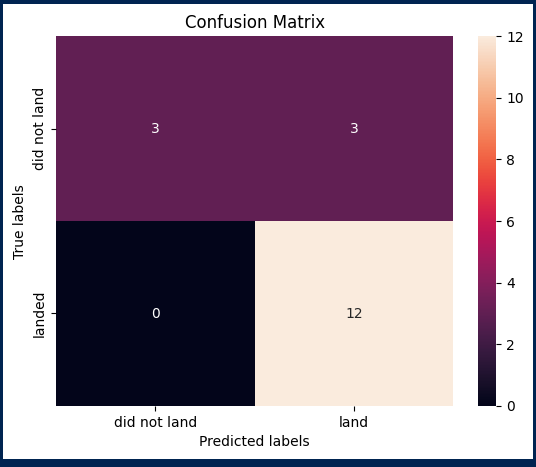 Confusion Matrix
True labels
did not land
landed
3
3
0
12
did not land
land
Predicted labels
12
10
8
6
4
2
0